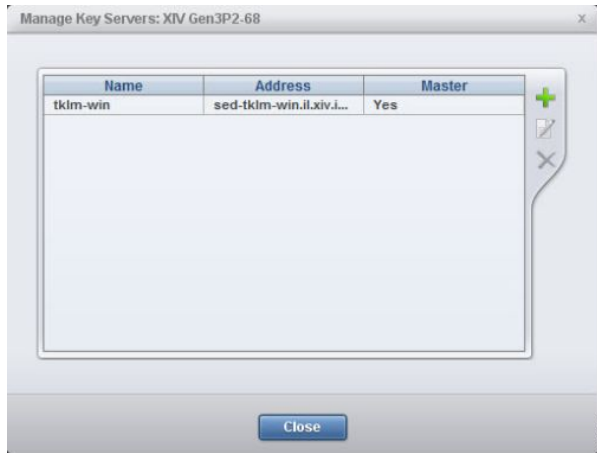 Manage Key Servers: XIV Gen3P2-68 x
Name Address Master
tklm-win sed-tklm-win.il.xiv.i... Yes
Close